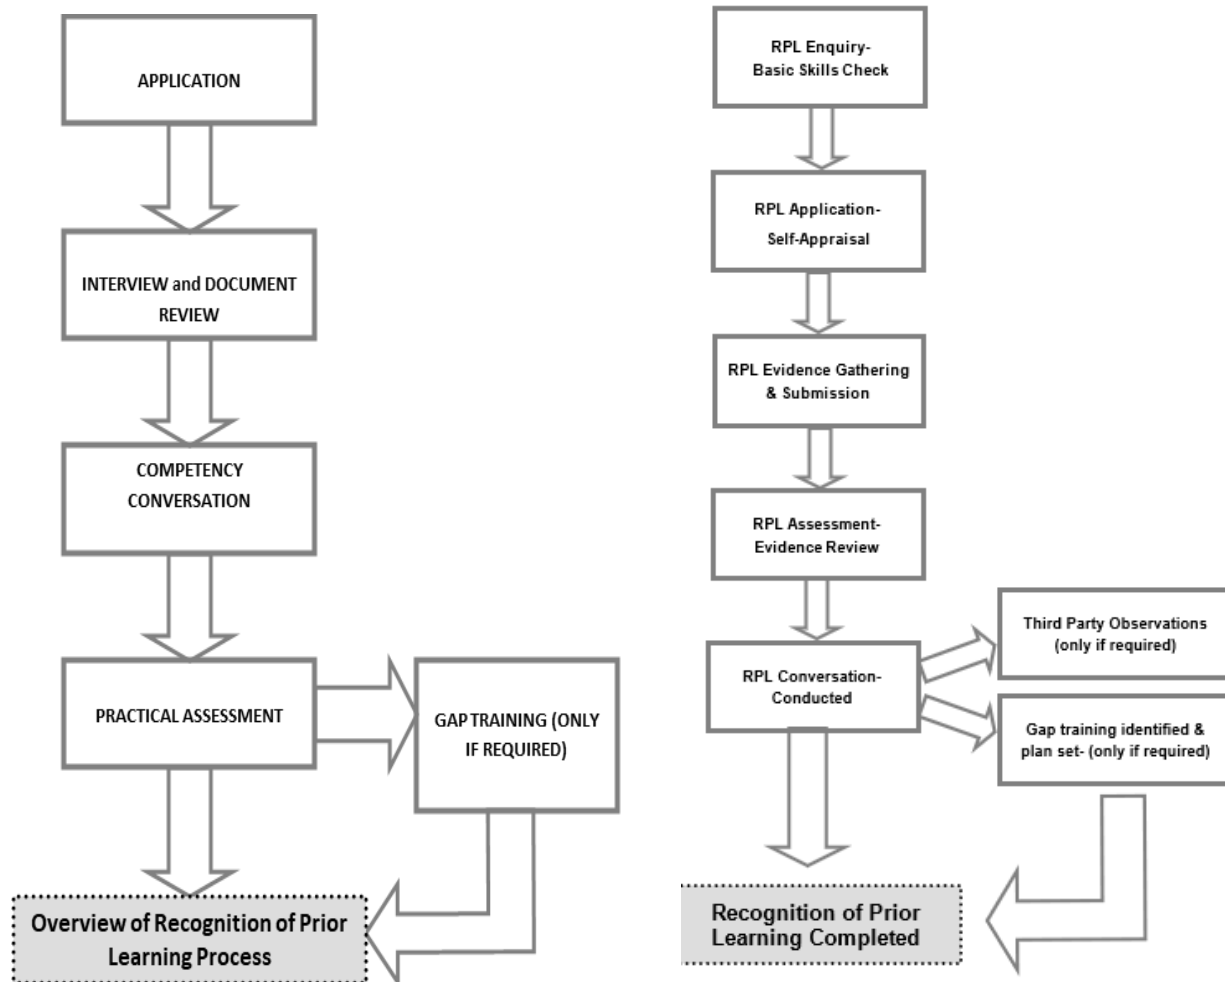 APPLICATION
INTERVIEW and DOCUMENT
REVIEW
COMPETENCY
CONVERSATION
PRACTICAL ASSESSMENT
GAP TRAINING (ONLY
IF REQUIRED)
Overview of Recognition of Prior
Learning Process
RPL Enquiry-
Basic Skills Check
RPL Application-
Self-Appraisal
RPL Evidence Gathering
& Submission
RPL Assessment-
Evidence Review
RPL Conversation-
Conducted
Third Party Observations
(only if required)
Gap training identified &
plan set- (only if required)
Recognition of Prior
Learning Completed